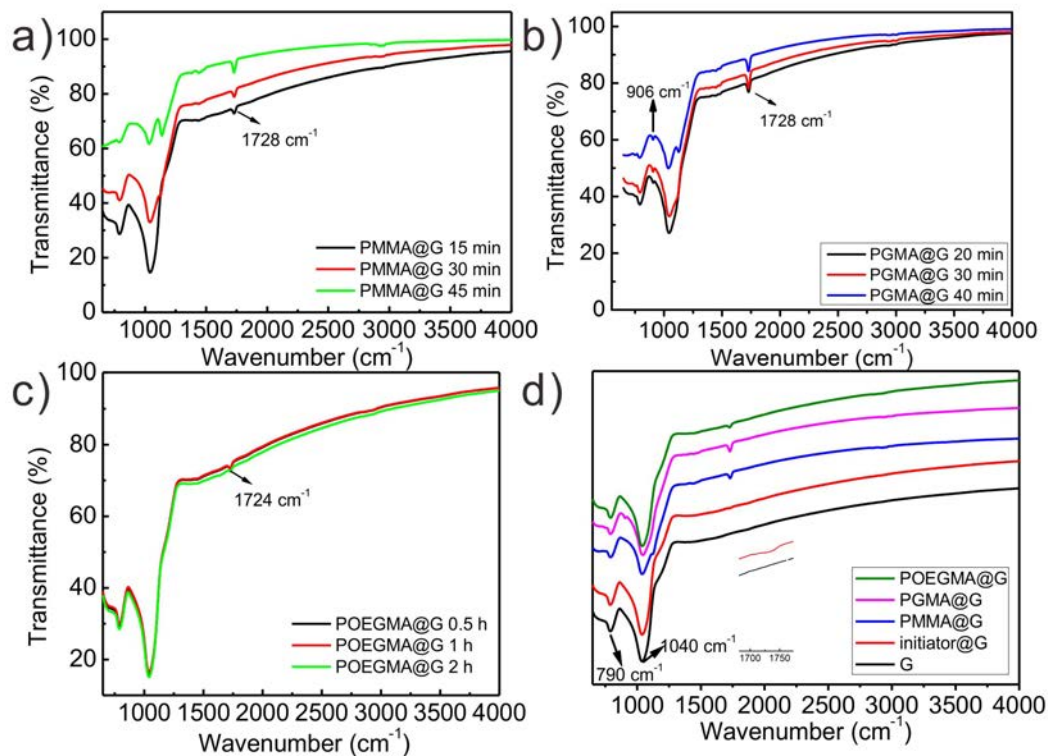 a)
Transmittance (%)
100
80
60
40
20
0
1728 cm-1
PMMA@G 15 min
PMMA@G 30 min
PMMA@G 45 min
1000 1500 2000 2500 3000 3500 4000
Wavenumber (cm-1)
b)
Transmittance (%)
100
80
60
40
20
0
906 cm-1
1728 cm-1
PGMA@G 20 min
PGMA@G 30 min
PGMA@G 40 min
1000 1500 2000 2500 3000 3500 4000
Wavenumber (cm-1)
c)
Transmittance (%)
100
80
60
40
20
1724 cm-1
POEGMA@G 0.5 h
POEGMA@G 1 h
POEGMA@G 2 h
1000 1500 2000 2500 3000 3500 4000
Wavenumber (cm-1)
d)
Transmittance (%)
1700 1750
790 cm-1
1040 cm-1
POEGMA@G
PGMA@G
PMMA@G
initiator@G
G
1000 1500 2000 2500 3000 3500 4000
Wavenumber (cm-1)